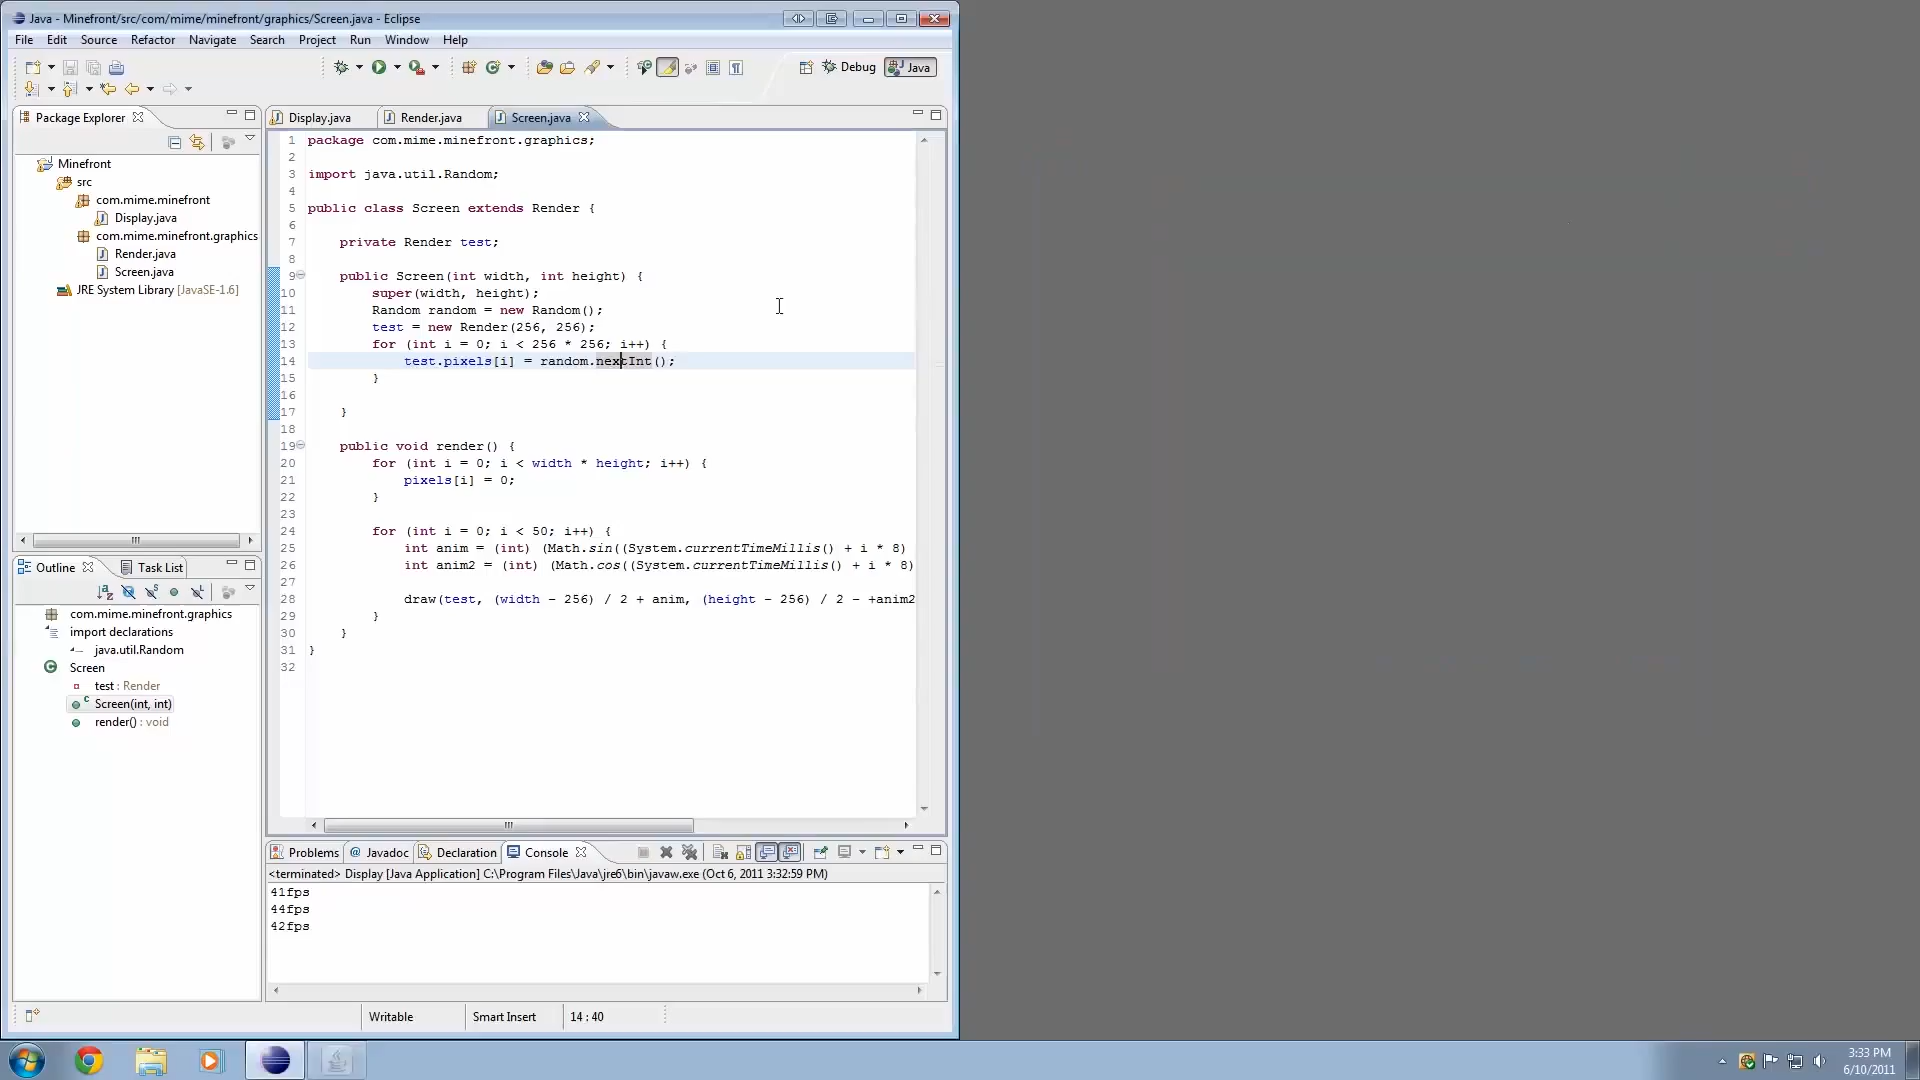 Java - Minefront/src/com/mime/minefront/graphics/Screen.java - Eclipse
File Edit Source Refactor Navigate Search Project Run Window Help
Debug Java
Package Explorer
Minefront
src
com.mime.minefront
Display.java
com.mime.minefront.graphics
Render.java
Screen.java
JRE System Library [JavaSE-1.6]
Display.java Render.java Screen.java
1 package com.mime.minefront.graphics;
2
3 import java.util.Random;
4
5 public class Screen extends Render {
6
7 private Render test;
8
9 public Screen(int width, int height) {
10 super(width, height);
11 Random random = new Random();
12 test = new Render(256, 256);
13 for (int i = 0; i < 256 * 256; i++) {
14 test.pixels[i] = random.nextInt();
15 }
16
17 }
18
19 public void render() {
20 for (int i = 0; i < width * height; i++) {
21 pixels[i] = 0;
22 }
23
24 for (int i = 0; i < 50; i++) {
25 int anim = (int) (Math.sin((System.currentTimeMillis() + i * 8)
26 int anim2 = (int) (Math.cos((System.currentTimeMillis() + i * 8)
27
28 draw(test, (width - 256) / 2 + anim, (height - 256) / 2 - +anim2
29 }
30 }
31 }
32
Outline Task List
com.mime.minefront.graphics
import declarations
java.util.Random
Screen
test : Render
Screen(int, int)
render() : void
Problems @ Javadoc Declaration Console
<terminated> Display [Java Application] C:\Program Files\Java\jre6\bin\javaw.exe (Oct 6, 2011 3:32:59 PM)
41fps
44fps
42fps
Writable Smart Insert 14 : 40
3:33 PM
6/10/2011